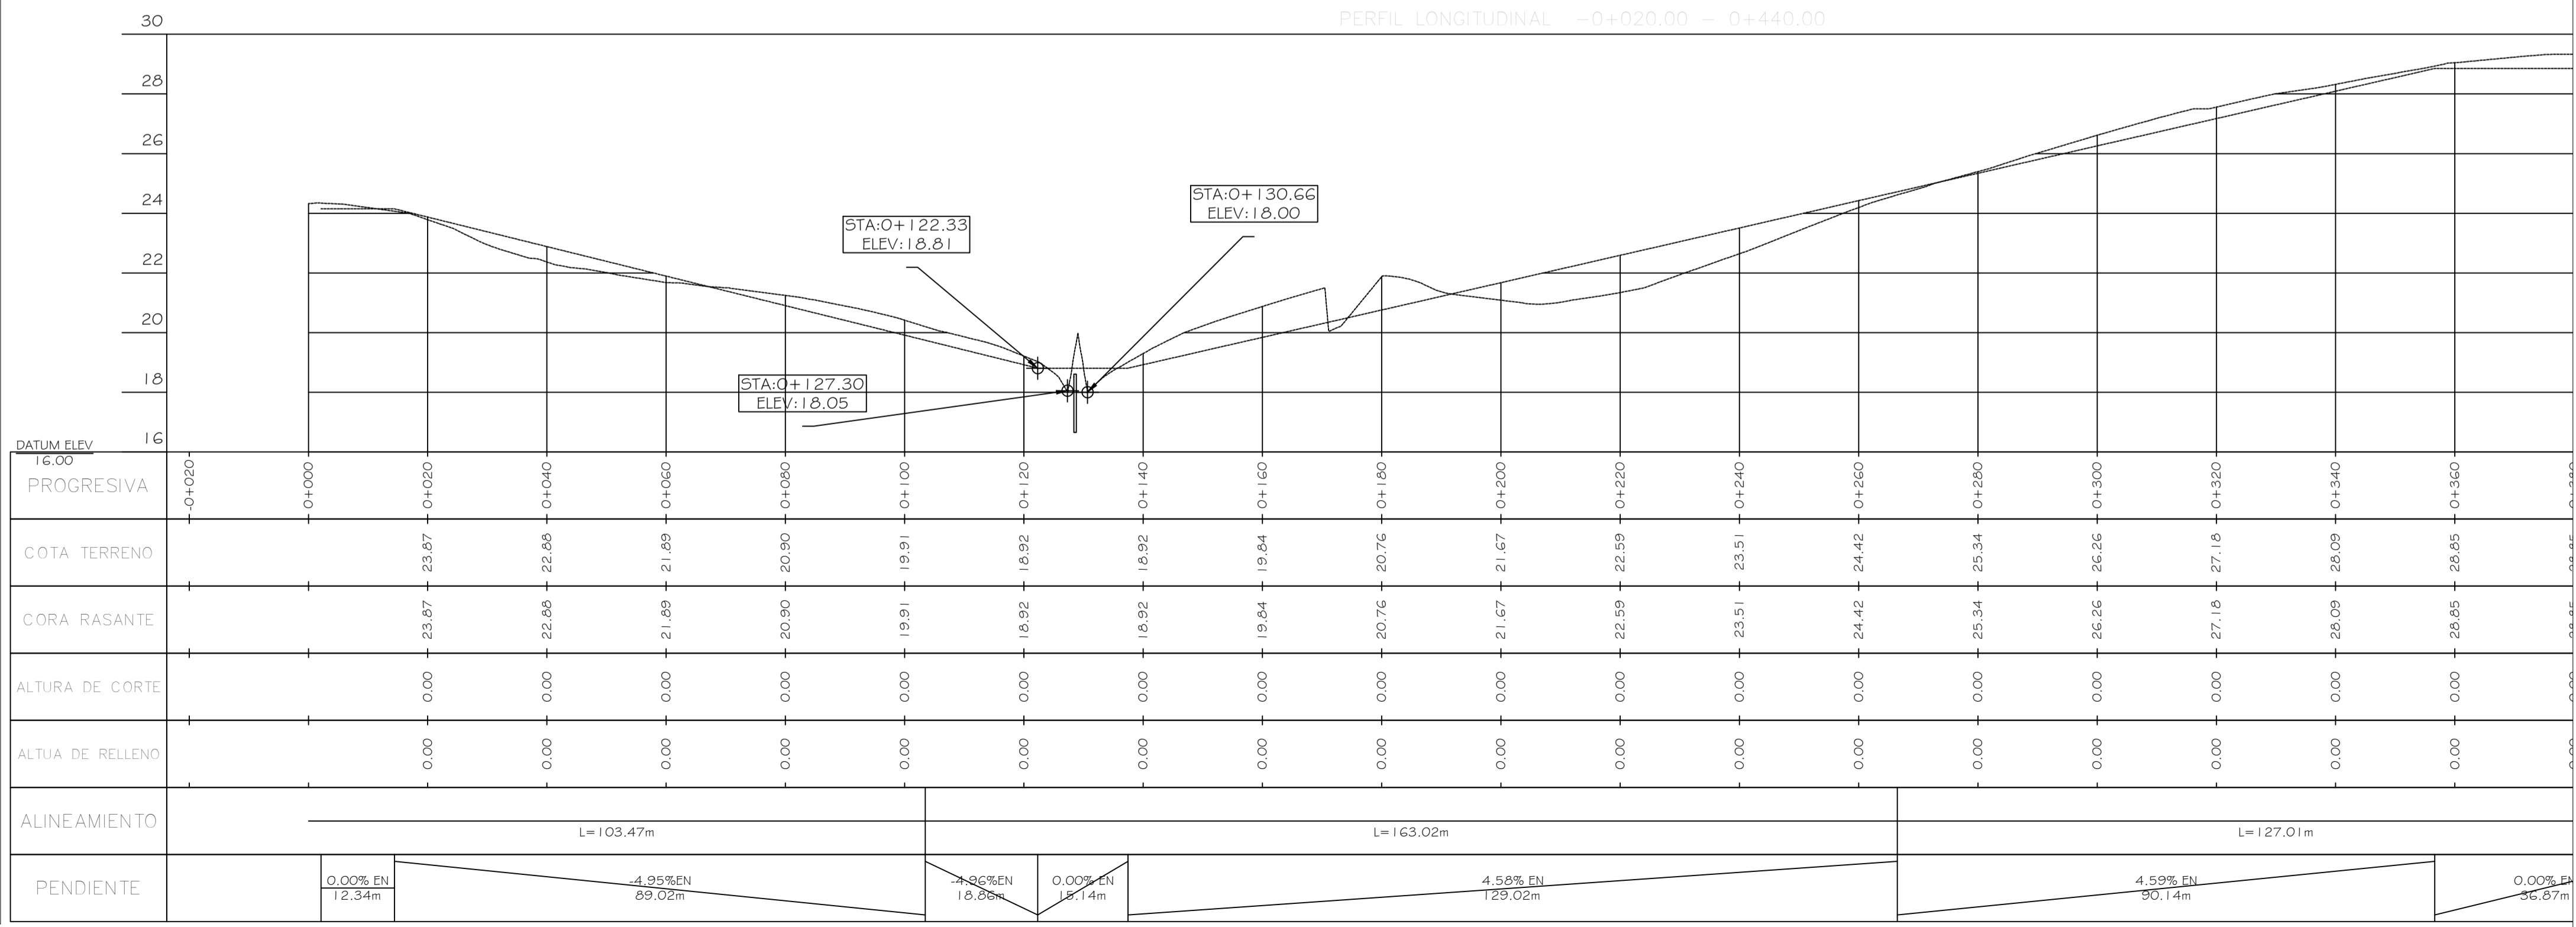 PERFIL LONGITUDINAL -0+020.00 - 0+440.00
30
28
26
24
22
20
18
16
STA:0+122.33
ELEV:18.81
STA:0+130.66
ELEV:18.00
STA:0+127.30
ELEV:18.05
DATUM ELEV
16.00
PROGRESIVA -0+020 0+000 0+020 0+040 0+060 0+080 0+100 0+120 0+140 0+160 0+180 0+200 0+220 0+240 0+260 0+280 0+300 0+320 0+340 0+360
COTA TERRENO 23.87 22.88 21.89 20.90 19.91 18.92 18.92 19.84 20.76 21.67 22.59 23.51 24.42 25.34 26.26 27.18 28.09 28.85
CORA RASANTE 23.87 22.88 21.89 20.90 19.91 18.92 18.92 19.84 20.76 21.67 22.59 23.51 24.42 25.34 26.26 27.18 28.09 28.85
ALTURA DE CORTE 0.00 0.00 0.00 0.00 0.00 0.00 0.00 0.00 0.00 0.00 0.00 0.00 0.00 0.00 0.00 0.00 0.00 0.00
ALTUA DE RELLENO 0.00 0.00 0.00 0.00 0.00 0.00 0.00 0.00 0.00 0.00 0.00 0.00 0.00 0.00 0.00 0.00 0.00 0.00
ALINEAMIENTO L=103.47m L=163.02m L=127.01m
PENDIENTE
0.00% EN
12.34m
-4.95%EN
89.02m
-4.96%EN
18.86m
0.00% EN
15.14m
4.58% EN
129.02m
4.59% EN
90.14m
0.00% EN
36.87m